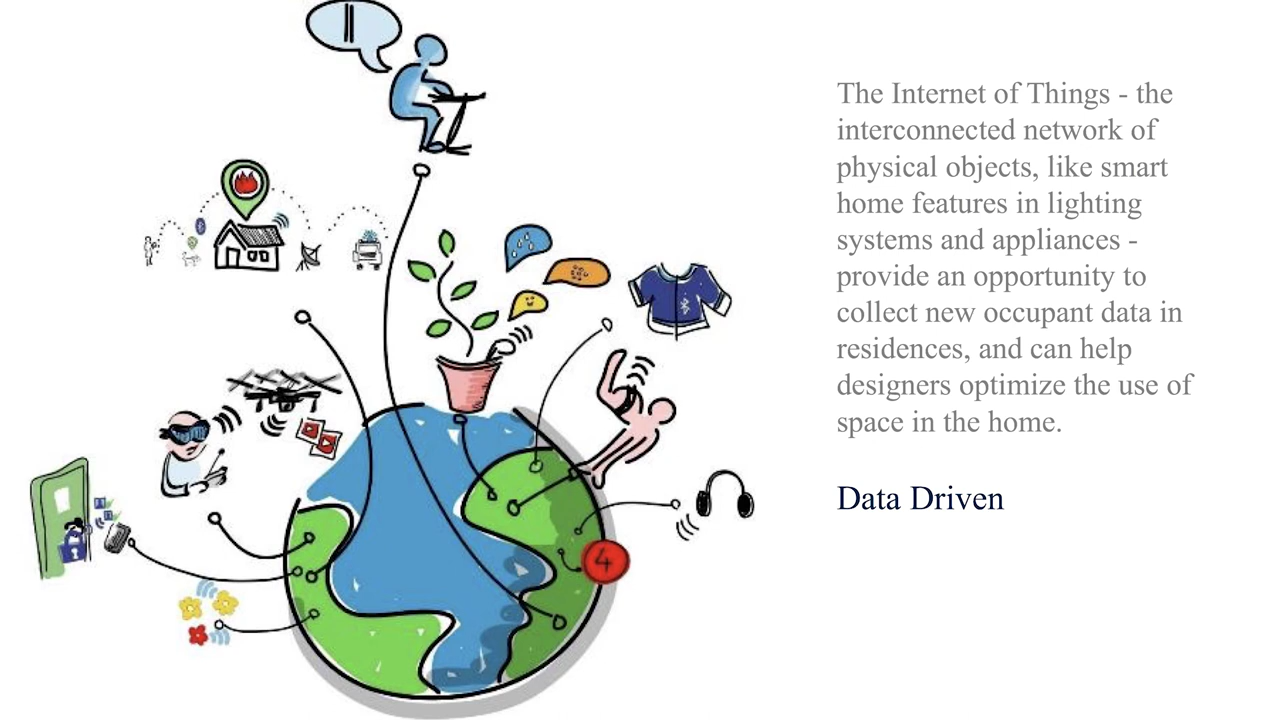 The Internet of Things - the
interconnected network of
physical objects, like smart
home features in lighting
systems and appliances -
provide an opportunity to
collect new occupant data in
residences, and can help
designers optimize the use of
space in the home.
Data Driven
4